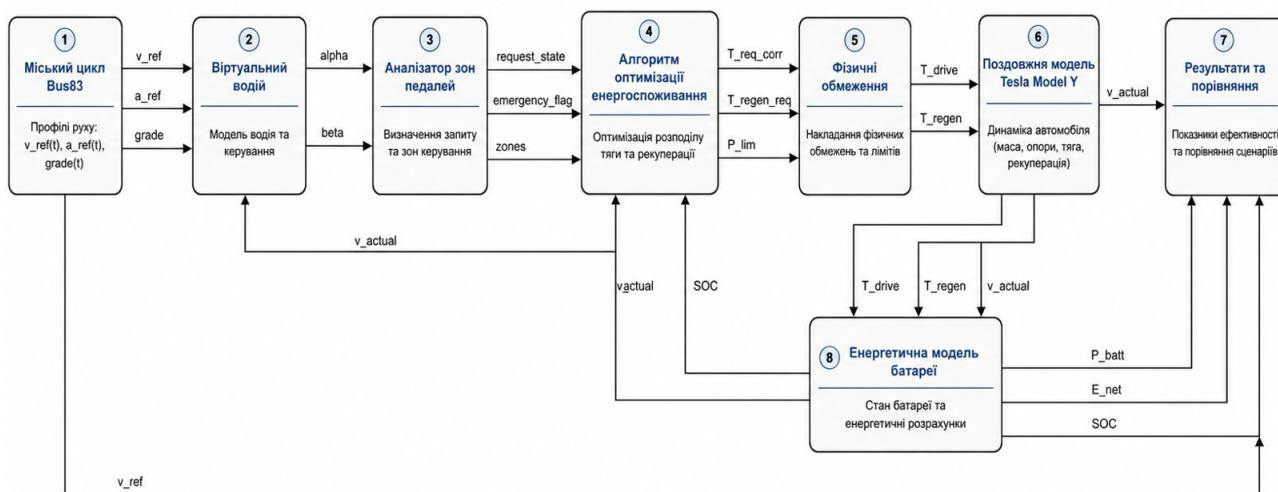 1
Міський цикл
Bus83
Профілі руху:
v_ref(t), a_ref(t),
grade(t)
v_ref
a_ref
grade
2
Віртуальний
водій
Модель водія та
керування
alpha
beta
3
Аналізатор зон
педалей
Визначення запиту
та зон керування
request_state
emergency_flag
zones
4
Алгоритм
оптимізації
енергоспоживання
Оптимізація розподілу
тяги та рекуперації
T_req_corr
T_regen_req
P_lim
5
Фізичні
обмеження
Накладання фізичних
обмежень та лімітів
T_drive
T_regen
6
Поздовжня модель
Tesla Model Y
Динаміка автомобіля
(маса, опори, тяга,
рекуперація)
v_actual
7
Результати та
порівняння
Показники ефективності
та порівняння сценаріїв
v_actual
v_actual
SOC
T_drive
T_regen
v_actual
8
Енергетична модель
батареї
Стан батареї та
енергетичні розрахунки
P_batt
E_net
SOC
v_ref